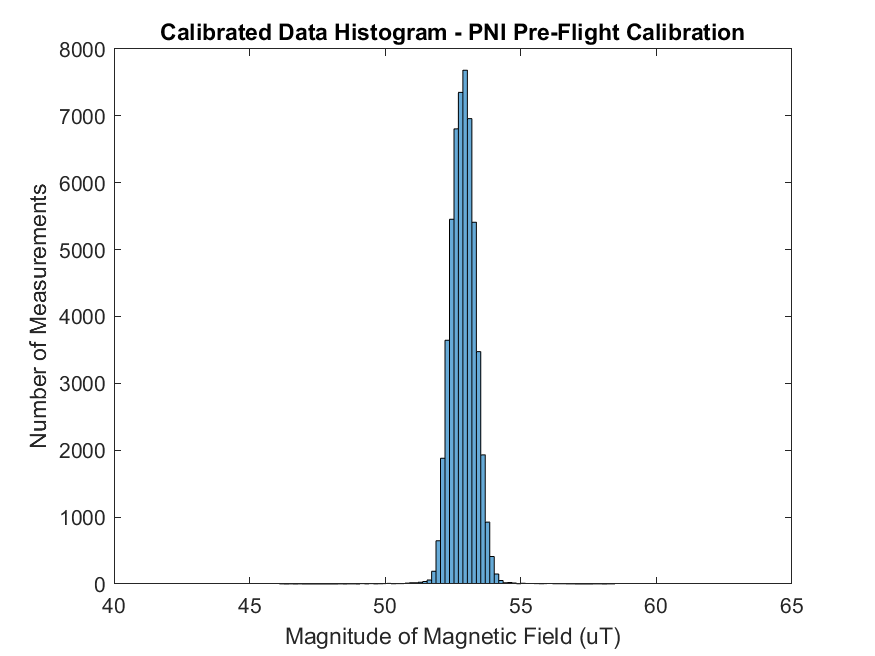 Calibrated Data Histogram - PNI Pre-Flight Calibration
8000
7000
6000
5000
4000
3000
2000
1000
0
Number of Measurements
40 45 50 55 60 65
Magnitude of Magnetic Field (uT)